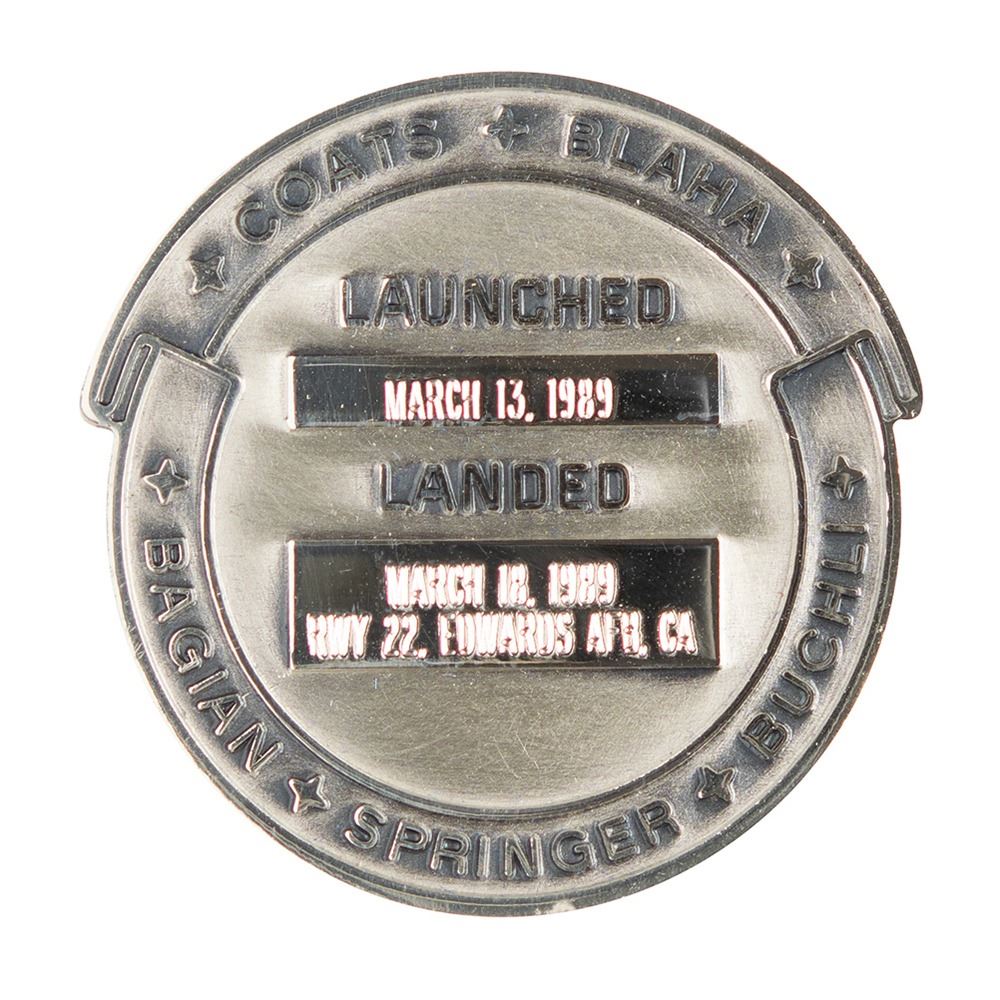 COATS ✦ BLAHA
LAUNCHED
MARCH 13, 1989
LANDED
MARCH 18, 1989
RWY 22, EDWARDS AFB, CA
BAGIAN ✦ SPRINGER ✦ BUCHLI